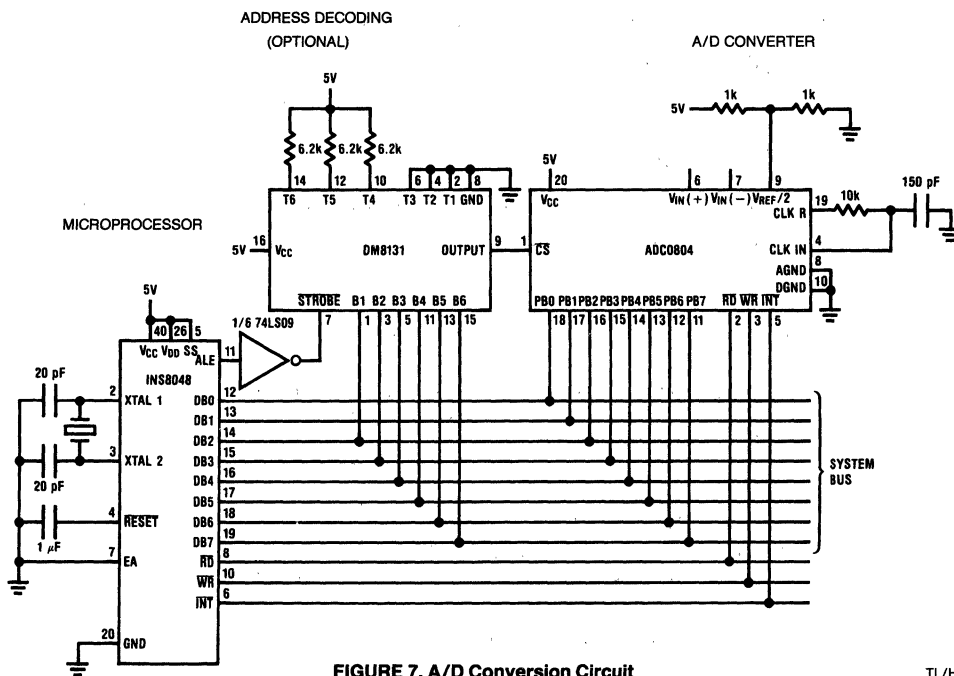 ADDRESS DECODING
(OPTIONAL)
A/D CONVERTER
5V
6.2k 6.2k 6.2k
14 12 10 6 4 2 8
T6 T5 T4 T3 T2 T1 GND
16
5V
VCC
DM8131
OUTPUT
9
STROBE B1 B2 B3 B4 B5 B6
7 1 3 5 11 13 15
1k 1k
5V
5V
20 6 7 9
VCC VIN(+) VIN(−) VREF/2
CLK R
19
10k
150 pF
1
CS
ADC0804
CLK IN
4
AGND
8
DGND
10
PB0 PB1 PB2 PB3 PB4 PB5 PB6 PB7 RD WR INT
18 17 16 15 14 13 12 11 2 3 5
MICROPROCESSOR
5V
40 26 5
VCC VDD SS
ALE
11
1/6 74LS09
INS8048
20 pF
2
XTAL 1
3
XTAL 2
20 pF
4
RESET
1 μF
7
EA
20
GND
DB0 12
DB1 13
DB2 14
DB3 15
DB4 16
DB5 17
DB6 18
DB7 19
RD 8
WR 10
INT 6
SYSTEM
BUS
FIGURE 7. A/D Conversion Circuit
TL/H